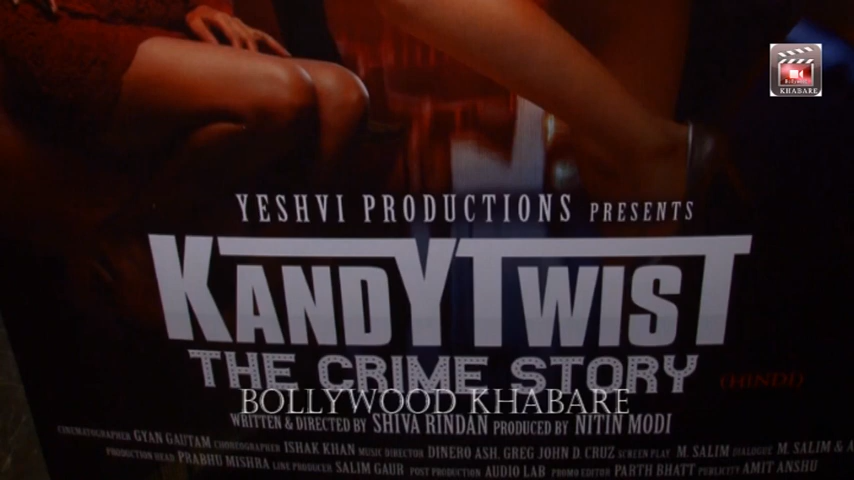 KHABARE
YESHVI PRODUCTIONS PRESENTS
KANDYTWIST
THE CRIME STORY (HINDI)
BOLLYWOOD KHABARE
WRITTEN & DIRECTED BY SHIVA RINDAN PRODUCED BY NITIN MODI
CINEMATOGRAPHER GYAN GAUTAM CHOREOGRAPHER ISHAK KHAN MUSIC DIRECTOR DINERO ASH, GREG JOHN D. CRUZ SCREEN PLAY M. SALIM DIALOGUE M. SALIM & A
PRODUCTION HEAD PRABHU MISHRA LINE PRODUCER SALIM GAUR POST PRODUCTION AUDIO LAB PROMO EDITOR PARTH BHATT PUBLICITY AMIT ANSHU